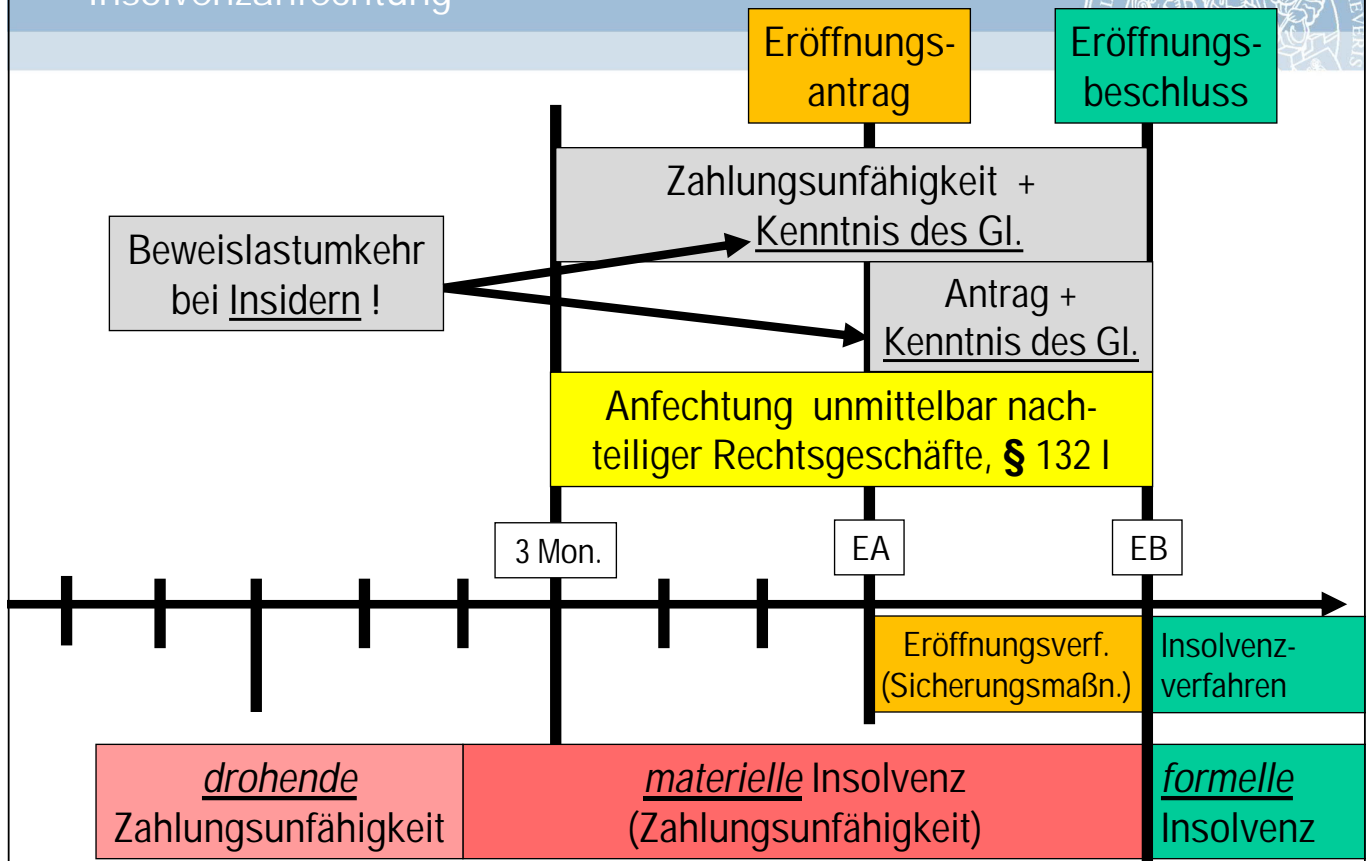 Insolvenzanfechtung
Eröffnungs-
antrag
Eröffnungs-
beschluss
Zahlungsunfähigkeit +
Kenntnis des Gl.
Beweislastumkehr
bei Insidern !
Antrag +
Kenntnis des Gl.
Anfechtung unmittelbar nach-
teiliger Rechtsgeschäfte, § 132 I
3 Mon.
EA
EB
Eröffnungsverf.
(Sicherungsmaßn.)
Insolvenz-
verfahren
drohende
Zahlungsunfähigkeit
materielle Insolvenz
(Zahlungsunfähigkeit)
formelle
Insolvenz